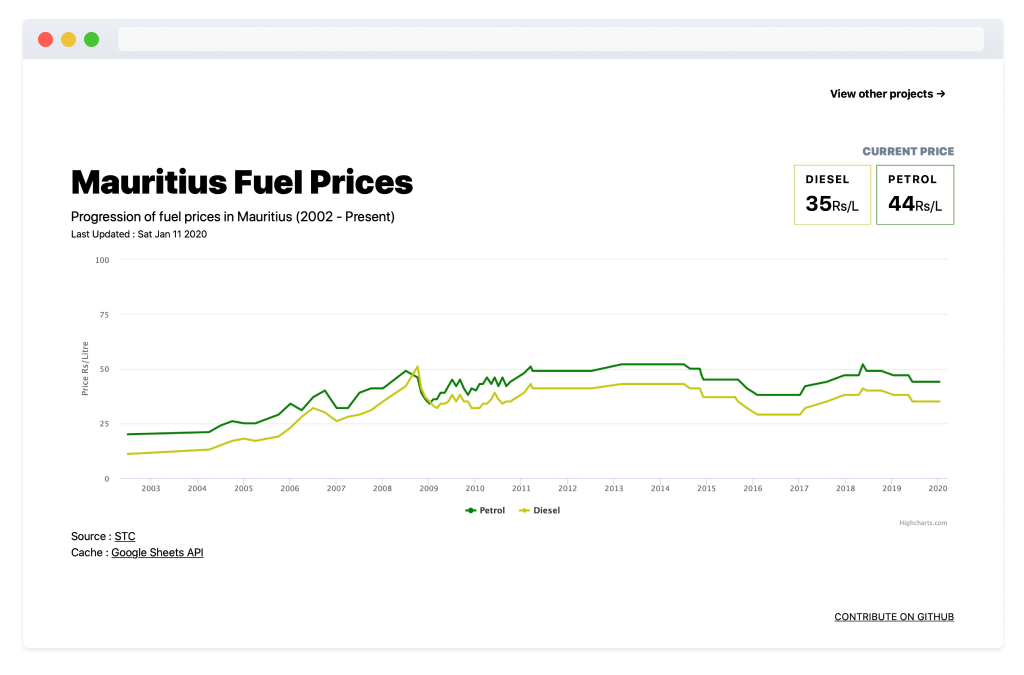 View other projects →
CURRENT PRICE
Mauritius Fuel Prices
DIESEL
35Rs/L
PETROL
44Rs/L
Progression of fuel prices in Mauritius (2002 - Present)
Last Updated : Sat Jan 11 2020
100
75
50
25
0
Price Rs/Litre
2003 2004 2005 2006 2007 2008 2009 2010 2011 2012 2013 2014 2015 2016 2017 2018 2019 2020
Petrol Diesel
Highcharts.com
Source : STC
Cache : Google Sheets API
CONTRIBUTE ON GITHUB